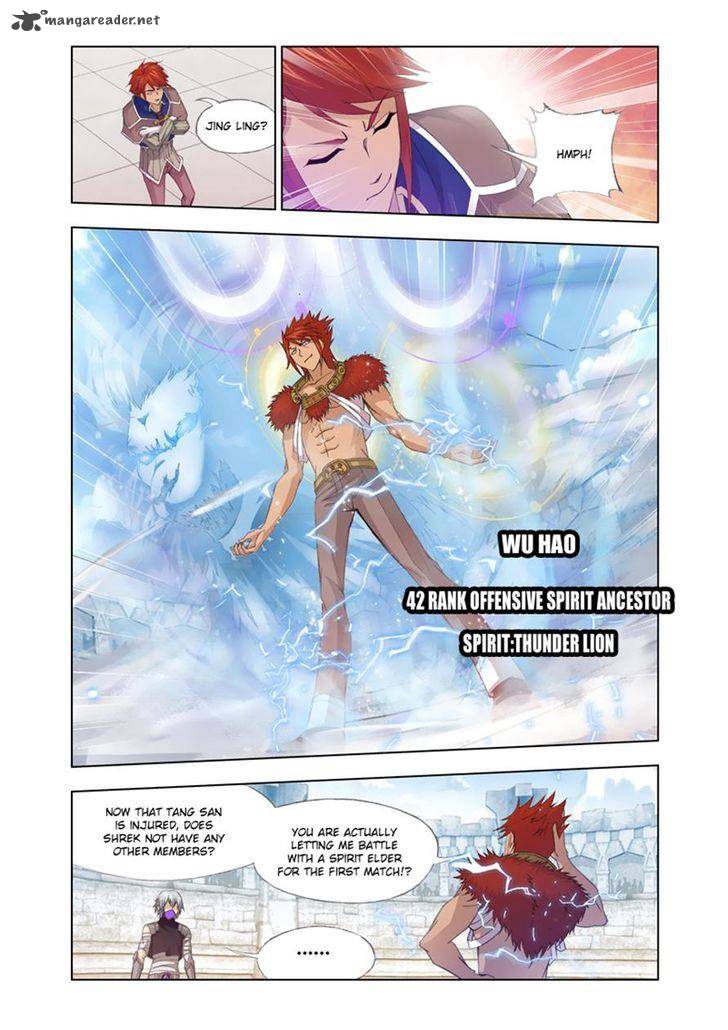 mangareader.net
JING LING?
HMPH!
WU HAO
42 RANK OFFENSIVE SPIRIT ANCESTOR
SPIRIT:THUNDER LION
NOW THAT TANG SAN
IS INJURED, DOES
SHREK NOT HAVE ANY
OTHER MEMBERS?
YOU ARE ACTUALLY
LETTING ME BATTLE
WITH A SPIRIT ELDER
FOR THE FIRST MATCH!?
......